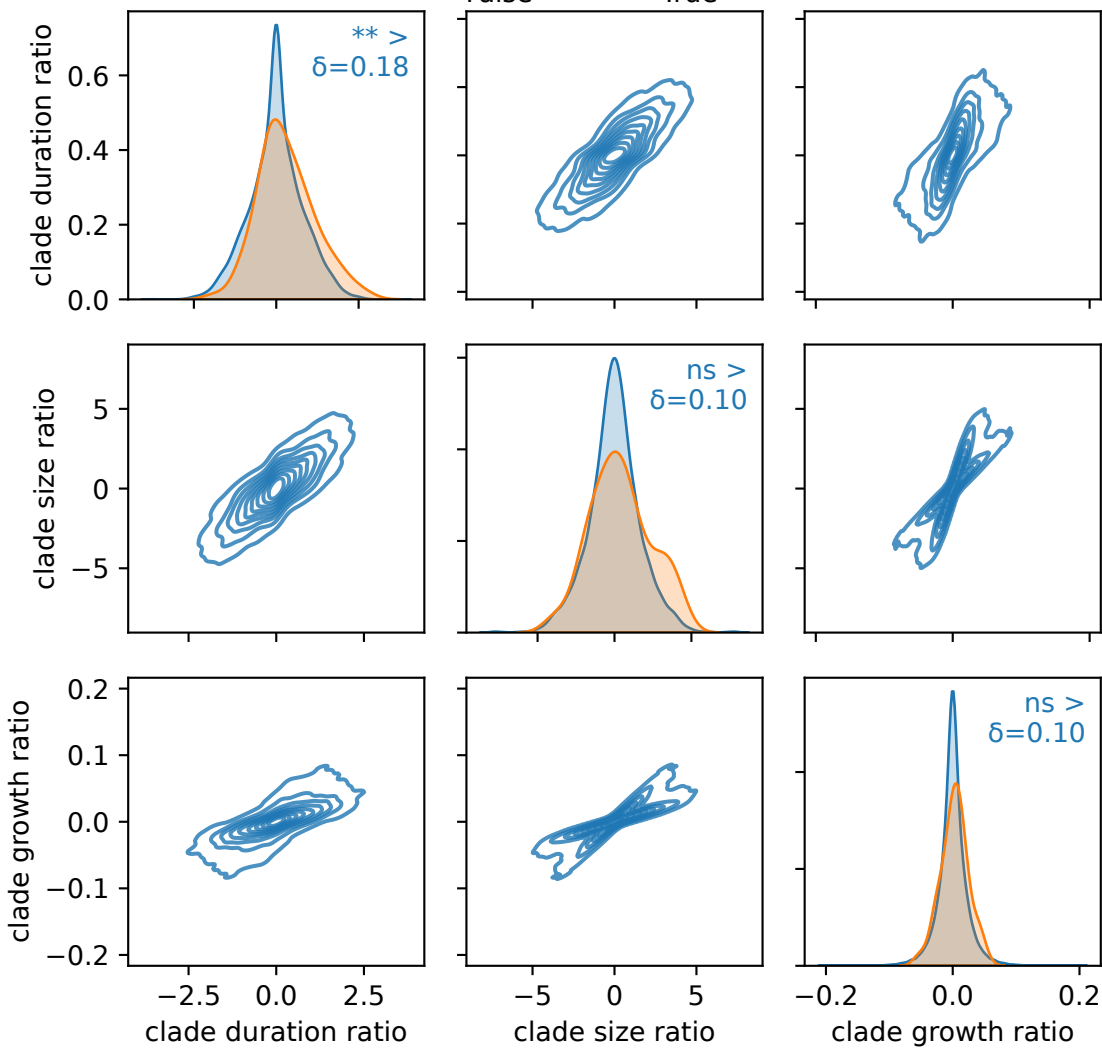 False True
clade duration ratio
0.6
0.4
0.2
0.0
** >
δ=0.18
clade size ratio
5
0
−5
ns >
δ=0.10
clade growth ratio
0.2
0.1
0.0
−0.1
−0.2
ns >
δ=0.10
−2.5 0.0 2.5
−5 0 5
−0.2 0.0 0.2
clade duration ratio
clade size ratio
clade growth ratio